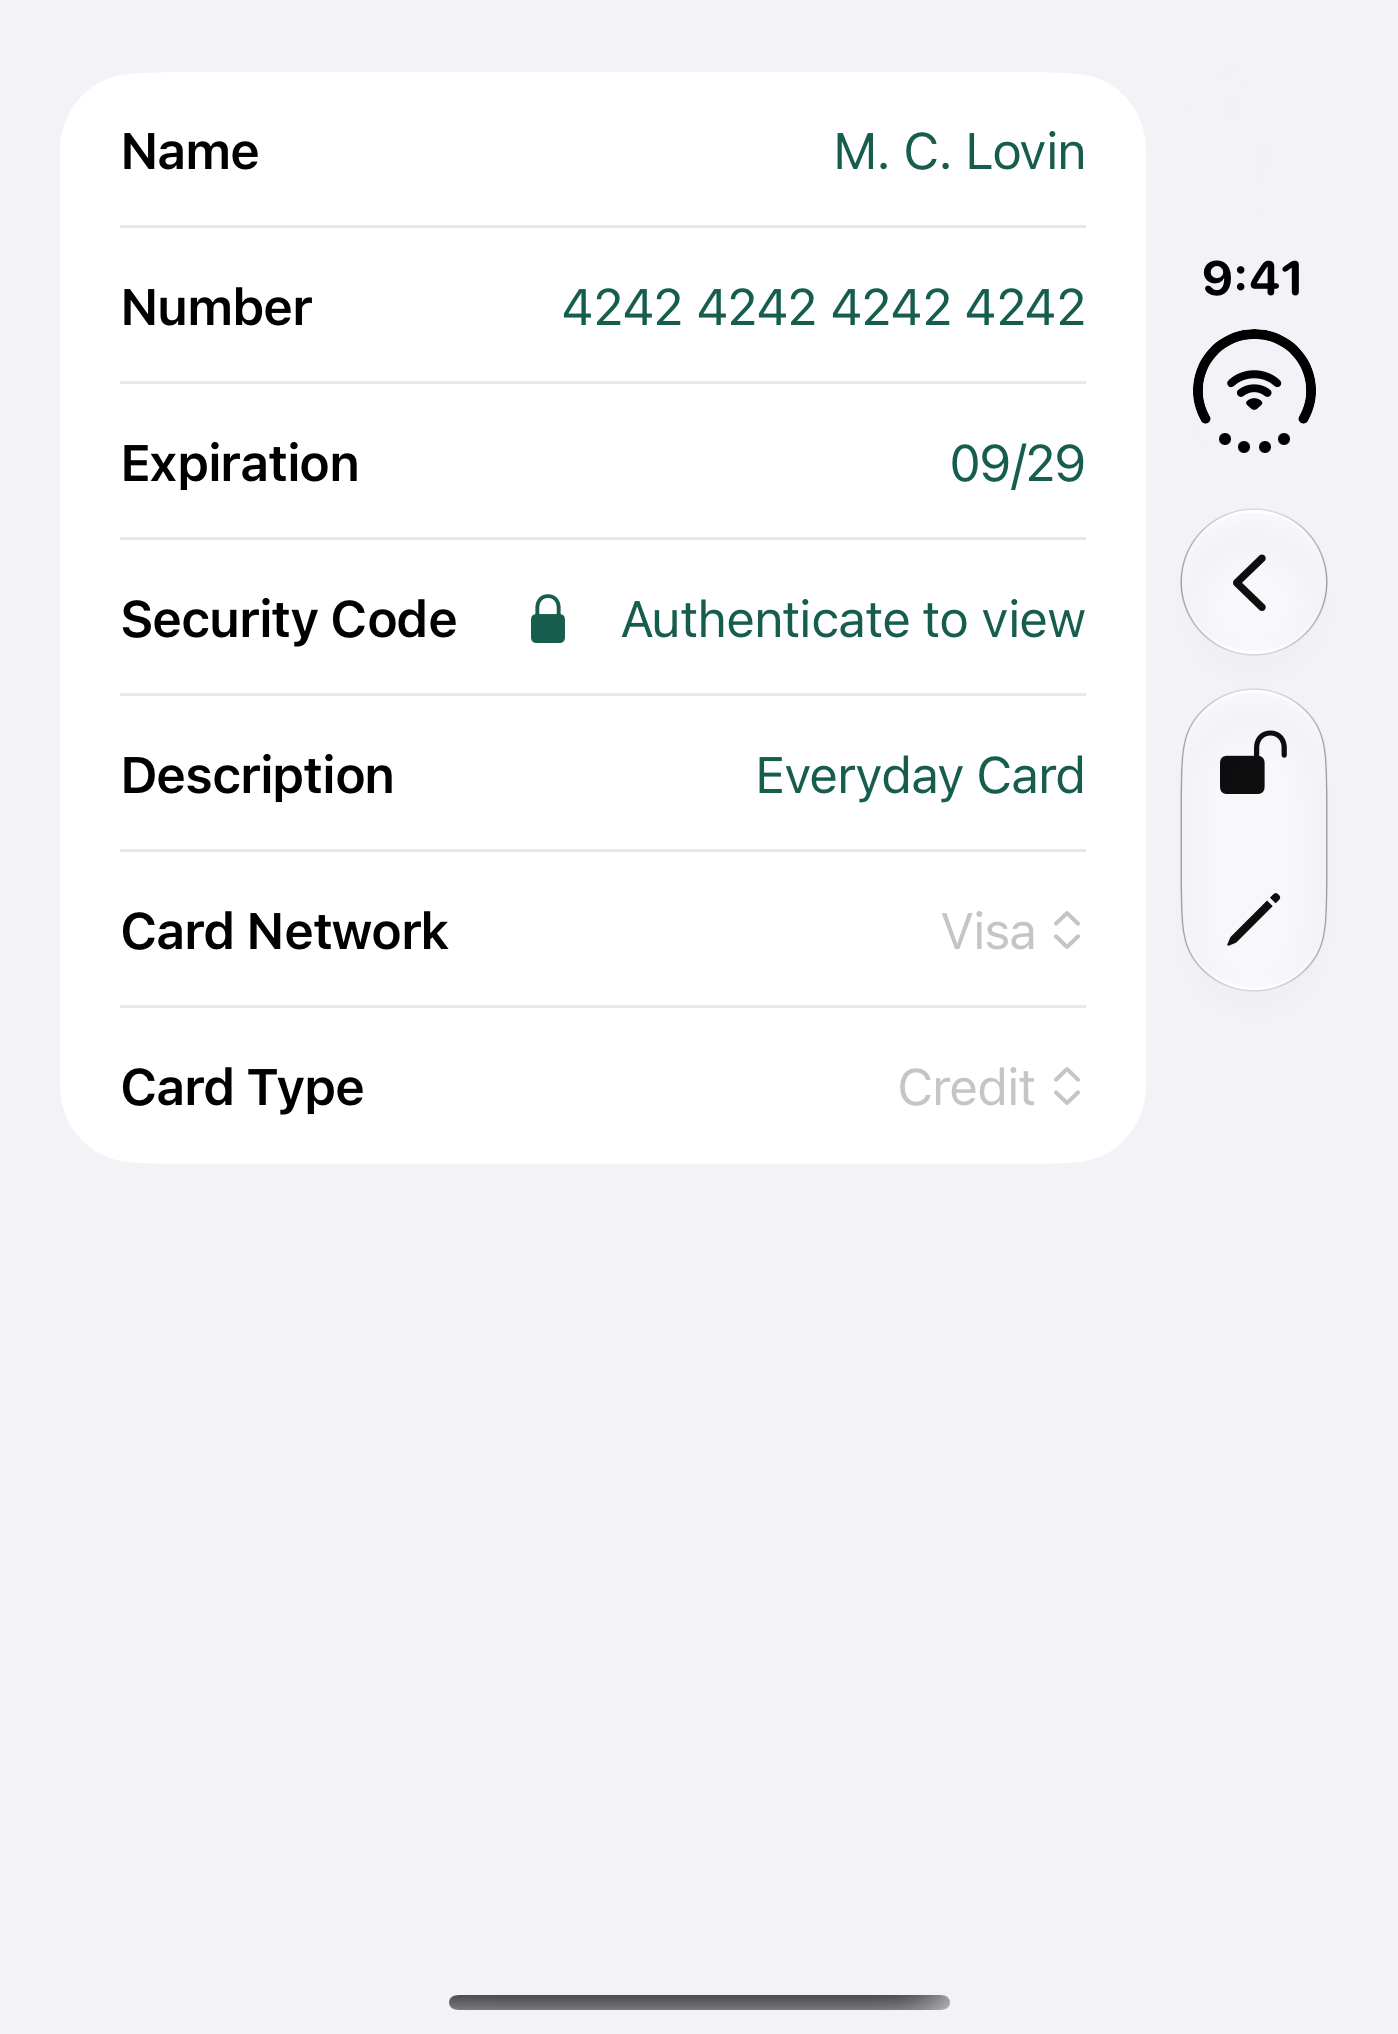 Name M. C. Lovin
Number 4242 4242 4242 4242
Expiration 09/29
Security Code Authenticate to view
Description Everyday Card
Card Network Visa
Card Type Credit
9:41